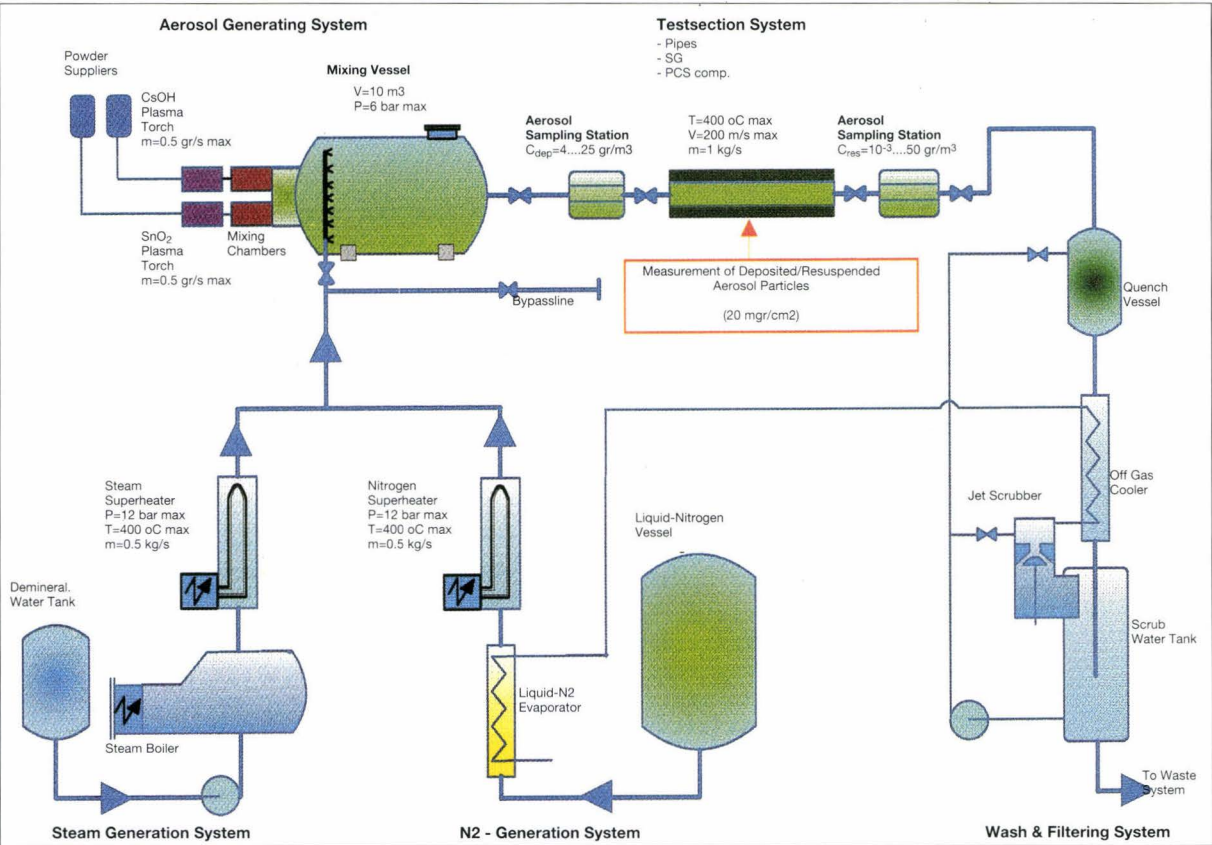 Aerosol Generating System
Testsection System
- Pipes
- SG
- PCS comp.
Powder
Suppliers
CsOH
Plasma
Torch
m=0.5 gr/s max
Mixing Vessel
V=10 m3
P=6 bar max
Aerosol
Sampling Station
Cdep=4....25 gr/m3
T=400 oC max
V=200 m/s max
m=1 kg/s
Aerosol
Sampling Station
Cres=10-3....50 gr/m3
SnO2
Plasma
Torch
m=0.5 gr/s max
Mixing
Chambers
Measurement of Deposited/Resuspended
Aerosol Particles
(20 mgr/cm2)
Bypassline
Quench
Vessel
Steam
Superheater
P=12 bar max
T=400 oC max
m=0.5 kg/s
Nitrogen
Superheater
P=12 bar max
T=400 oC max
m=0.5 kg/s
Liquid-Nitrogen
Vessel
Jet Scrubber
Off Gas
Cooler
Demineral.
Water Tank
Scrub
Water Tank
Steam Boiler
Liquid-N2
Evaporator
To Waste
System
Steam Generation System
N2 - Generation System
Wash & Filtering System